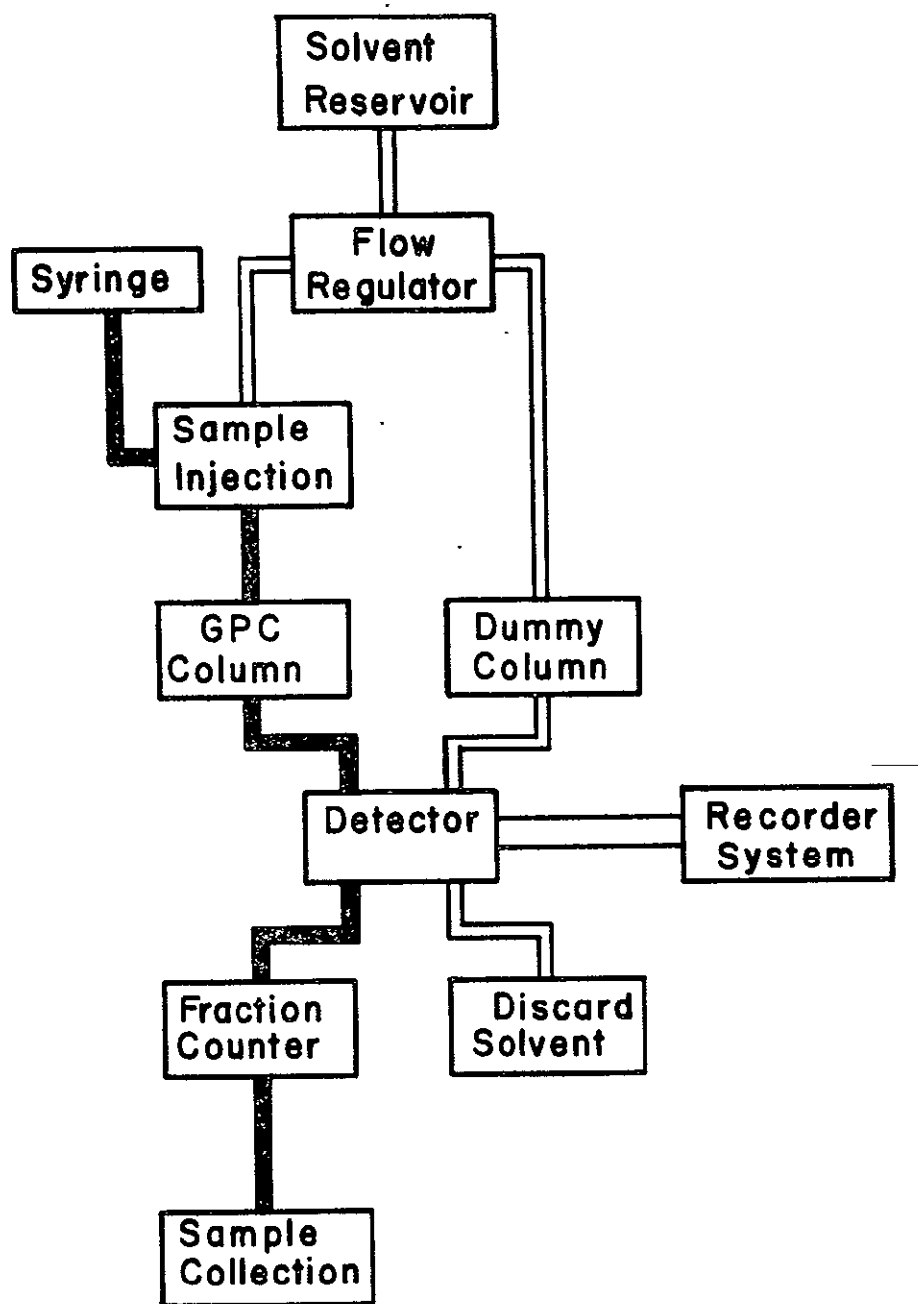 Solvent
Reservoir
Flow
Regulator
Syringe
Sample
Injection
GPC
Column
Dummy
Column
Detector
Recorder
System
Fraction
Counter
Discard
Solvent
Sample
Collection